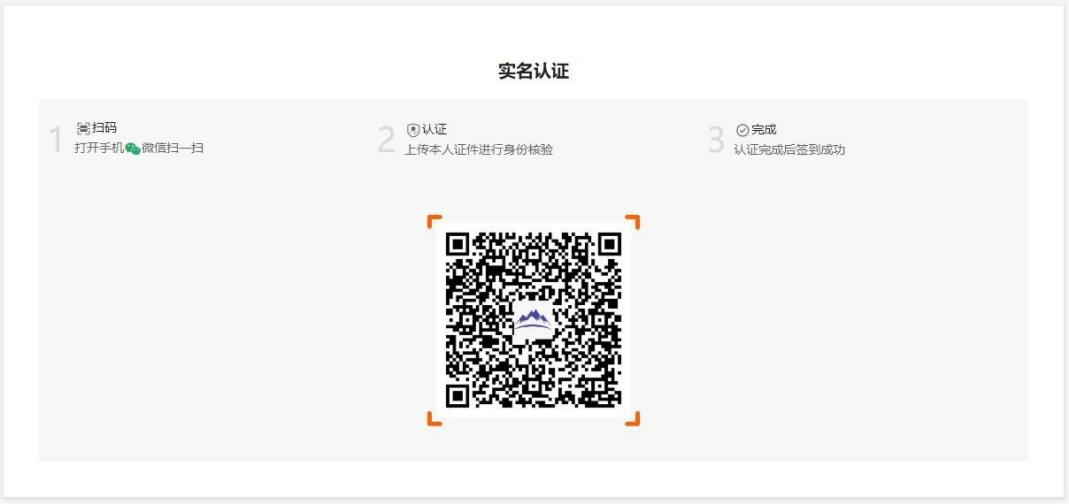 实名认证
1
扫码
打开手机微信扫一扫
2
认证
上传本人证件进行身份核验
3
完成
认证完成后签到成功